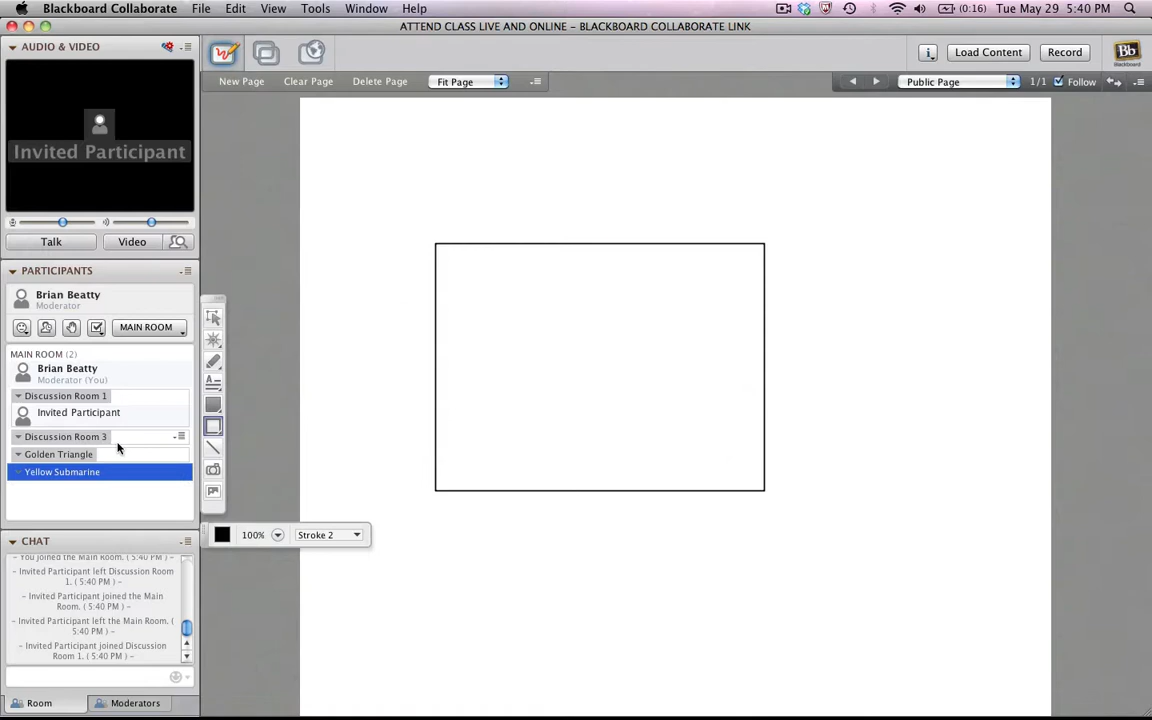 Blackboard Collaborate File Edit View Tools Window Help (0:16) Tue May 29 5:40 PM
ATTEND CLASS LIVE AND ONLINE – BLACKBOARD COLLABORATE LINK
AUDIO & VIDEO
Load Content Record Bb
Blackboard
New Page Clear Page Delete Page Fit Page Public Page 1/1 Follow
Invited Participant
Talk Video
PARTICIPANTS
Brian Beatty
Moderator
MAIN ROOM
MAIN ROOM (2)
Brian Beatty
Moderator (You)
Discussion Room 1
Invited Participant
Discussion Room 3
Golden Triangle
Yellow Submarine
100% Stroke 2
CHAT
– You joined the Main Room. ( 5:40 PM ) –
– Invited Participant left Discussion Room
1. ( 5:40 PM ) –
– Invited Participant joined the Main
Room. ( 5:40 PM ) –
– Invited Participant left the Main Room. (
5:40 PM ) –
– Invited Participant joined Discussion
Room 1. ( 5:40 PM ) –
Room Moderators